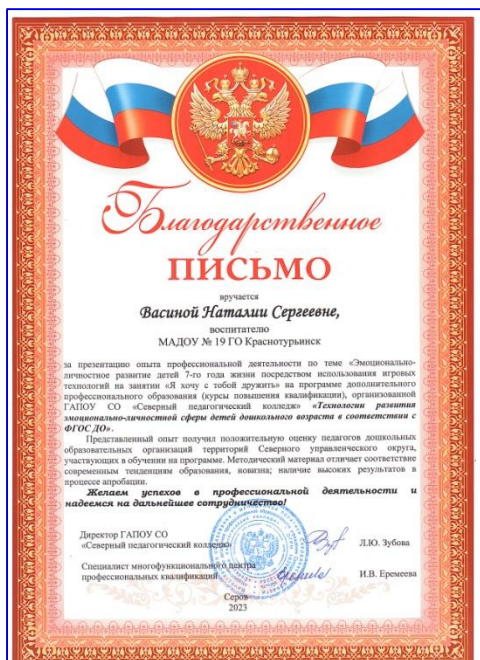 Благодарственное
ПИСЬМО
вручается
Васиной Наталии Сергеевне,
воспитателю
МАДОУ № 19 ГО Краснотурьинск
за презентацию опыта профессиональной деятельности по теме «Эмоционально-
личностное развитие детей 7-го года жизни посредством использования игровых
технологий на занятии «Я хочу с тобой дружить» на программе дополнительного
профессионального образования (курсы повышения квалификации), организованной
ГАПОУ СО «Северный педагогический колледж» «Технологии развития
эмоционально-личностной сферы детей дошкольного возраста в соответствии с
ФГОС ДО».
Представленный опыт получил положительную оценку педагогов дошкольных
образовательных организаций территорий Северного управленческого округа,
участвующих в обучении на программе. Методический материал отличает соответствие
современным тенденциям образования, новизна; наличие высоких результатов в
процессе апробации.
Желаем успехов в профессиональной деятельности и
надеемся на дальнейшее сотрудничество!
Директор ГАПОУ СО
«Северный педагогический колледж»
Л.Ю. Зубова
Специалист многофункционального центра
профессиональных квалификаций
И.В. Еремеева
Серов
2023